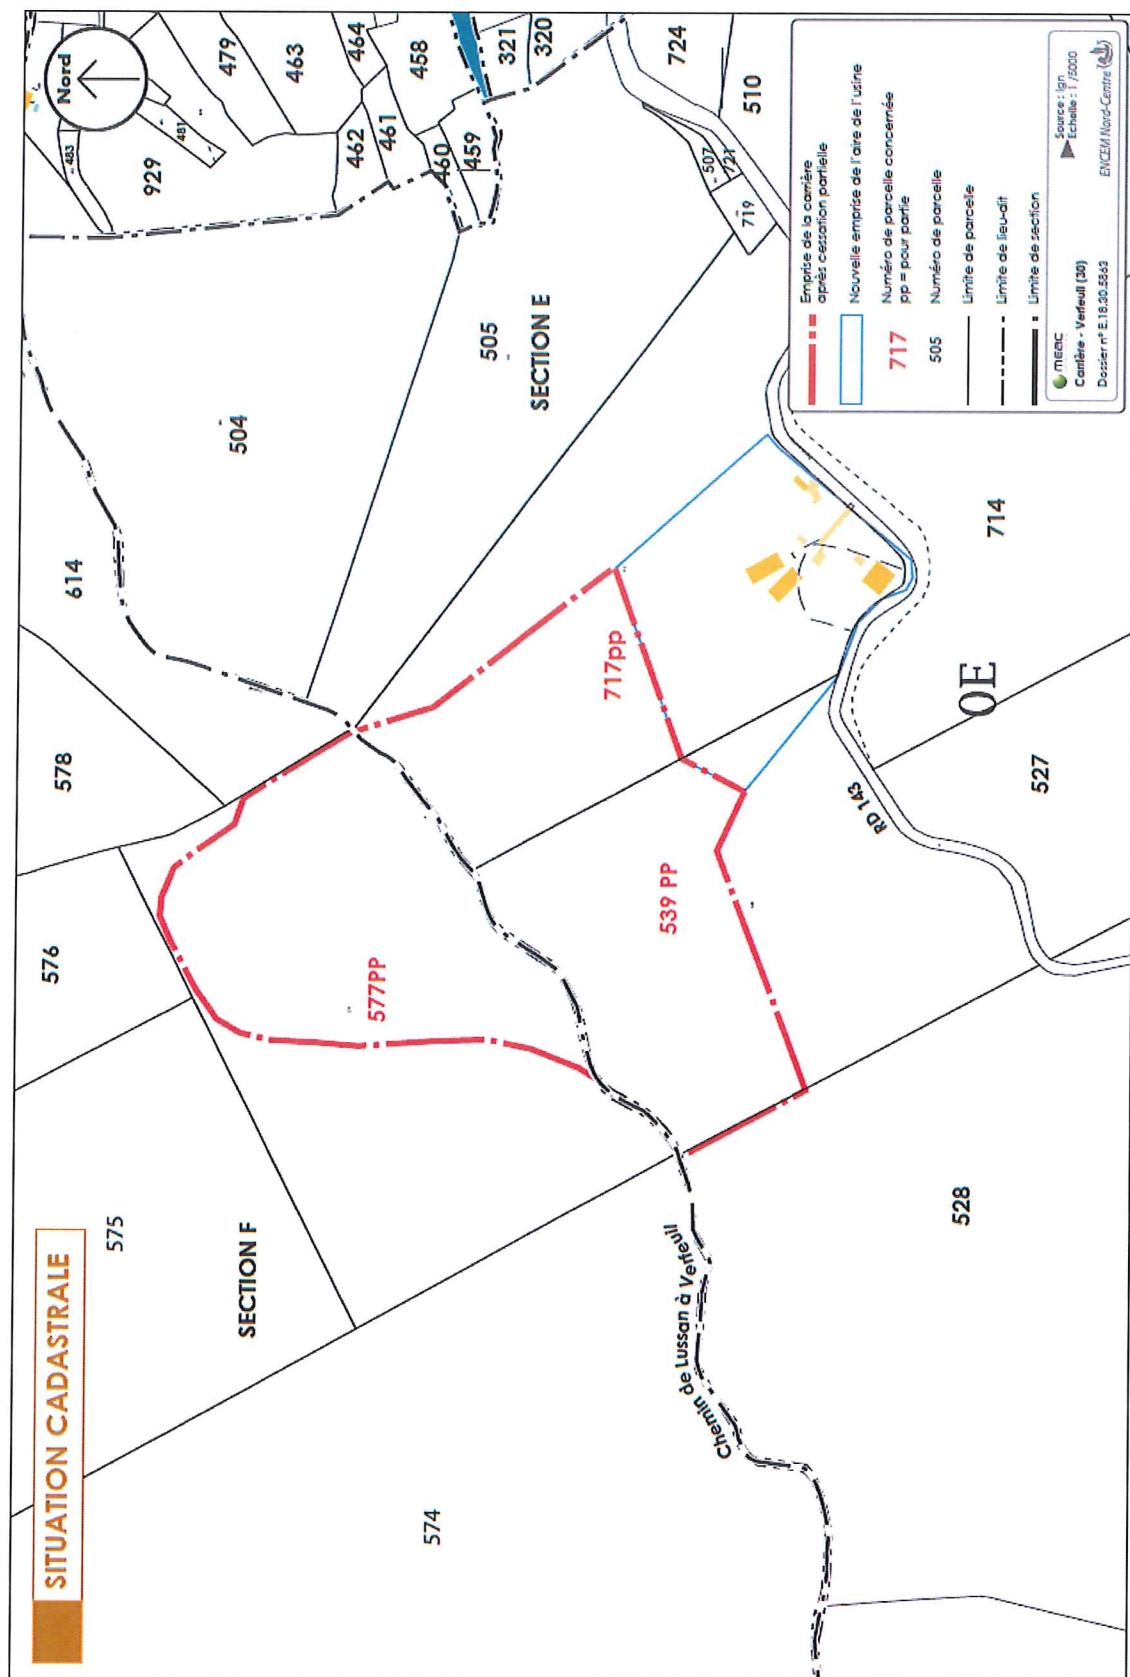 SITUATION CADASTRALE
Nord
479
463
464
458
321
320
724
510
483
481
929
462
461
460
459
507
721
719
614
504
505
SECTION E
578
576
575
SECTION F
577PP
717pp
539 PP
574
528
527
714
0E
RD 143
Chemin de Lussan à Verfeuil
Emprise de la carrière
après cessation partielle
Nouvelle emprise de l'aire de l'usine
717
Numéro de parcelle concernée
pp = pour partie
505
Numéro de parcelle
Limite de parcelle
Limite de lieu-dit
Limite de section
meac
Carrière - Verfeuil (30)
Dossier n° E.18.30.5863
Source : Ign
Echelle : 1 /5000
ENCEM Nord-Centre